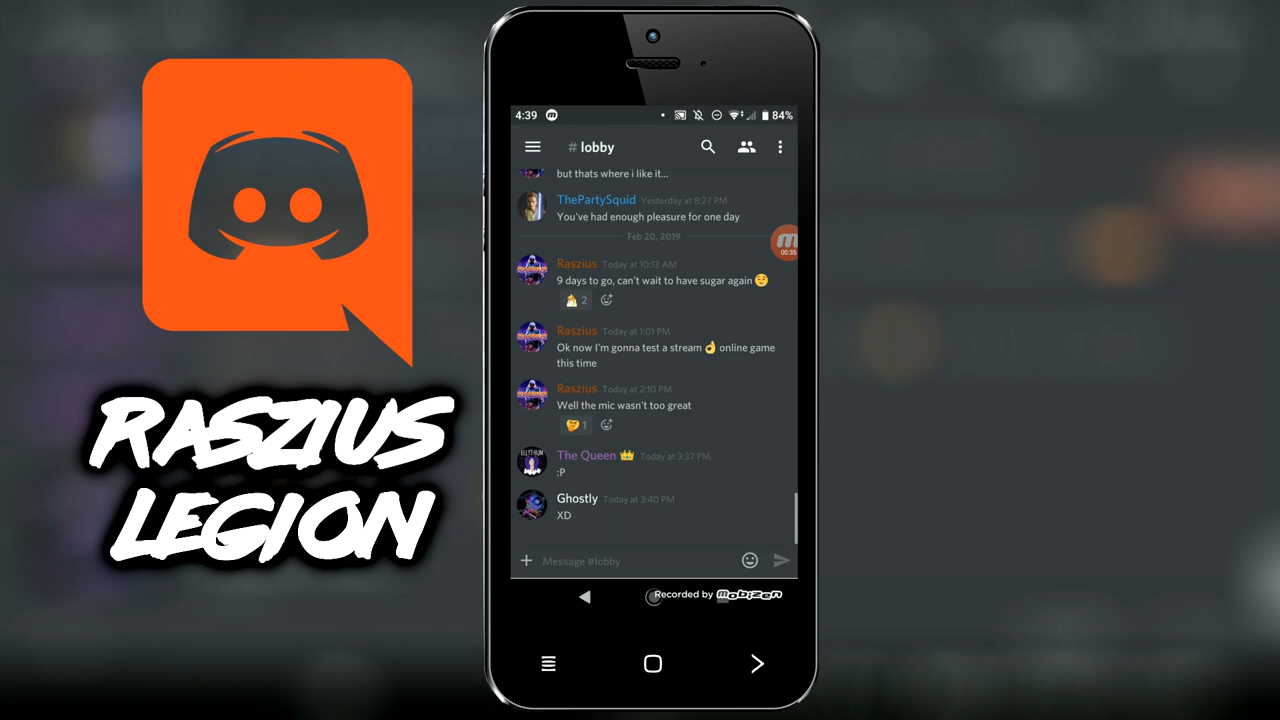 RASZIUS
LEGION
4:39
84%
# lobby
but thats where i like it...
ThePartySquid Yesterday at 8:27 PM
You've had enough pleasure for one day
Feb 20, 2019
00:35
Raszius Today at 10:13 AM
9 days to go, can't wait to have sugar again ☺️
2
Raszius Today at 1:01 PM
Ok now I'm gonna test a stream 👌 online game
this time
Raszius Today at 2:10 PM
Well the mic wasn't too great
1
The Queen 👑 Today at 3:37 PM
:P
Ghostly Today at 3:40 PM
XD
Message #lobby
Recorded by mobizen